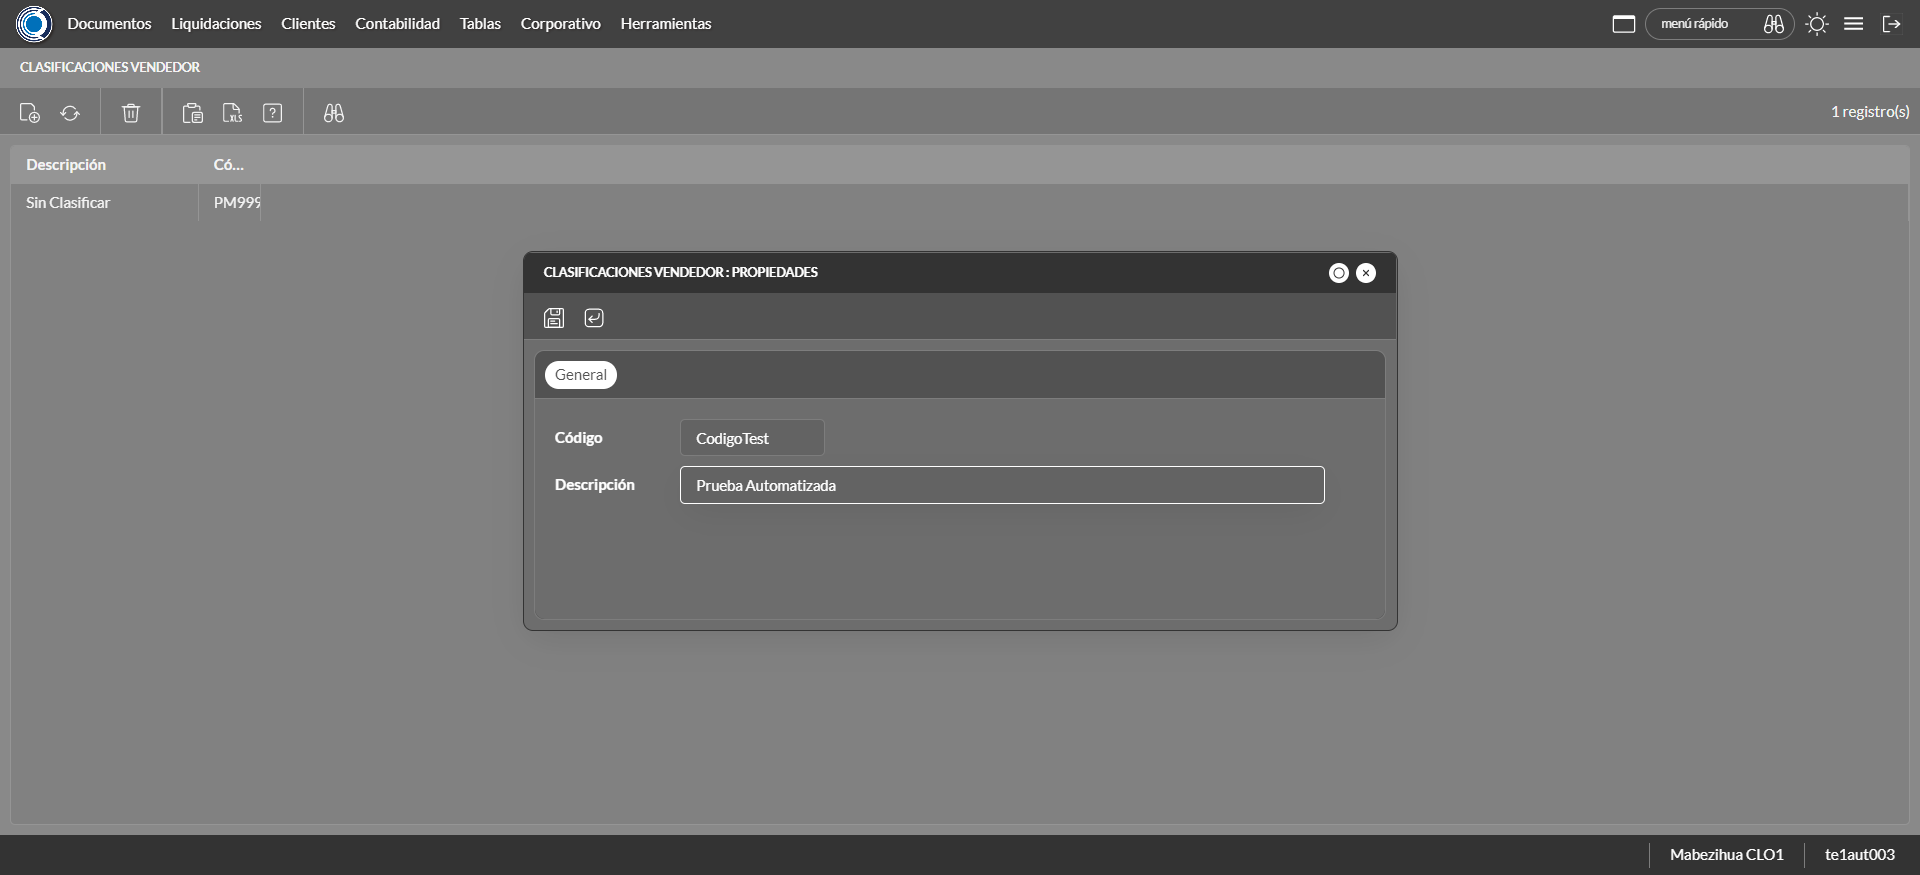 Documentos Liquidaciones Clientes Contabilidad Tablas Corporativo Herramientas menú rápido
CLASIFICACIONES VENDEDOR
XLS ? 1 registro(s)
Descripción Có...
Sin Clasificar PM999
CLASIFICACIONES VENDEDOR : PROPIEDADES
General
Código CodigoTest
Descripción Prueba Automatizada
Mabezihua CLO1 te1aut003